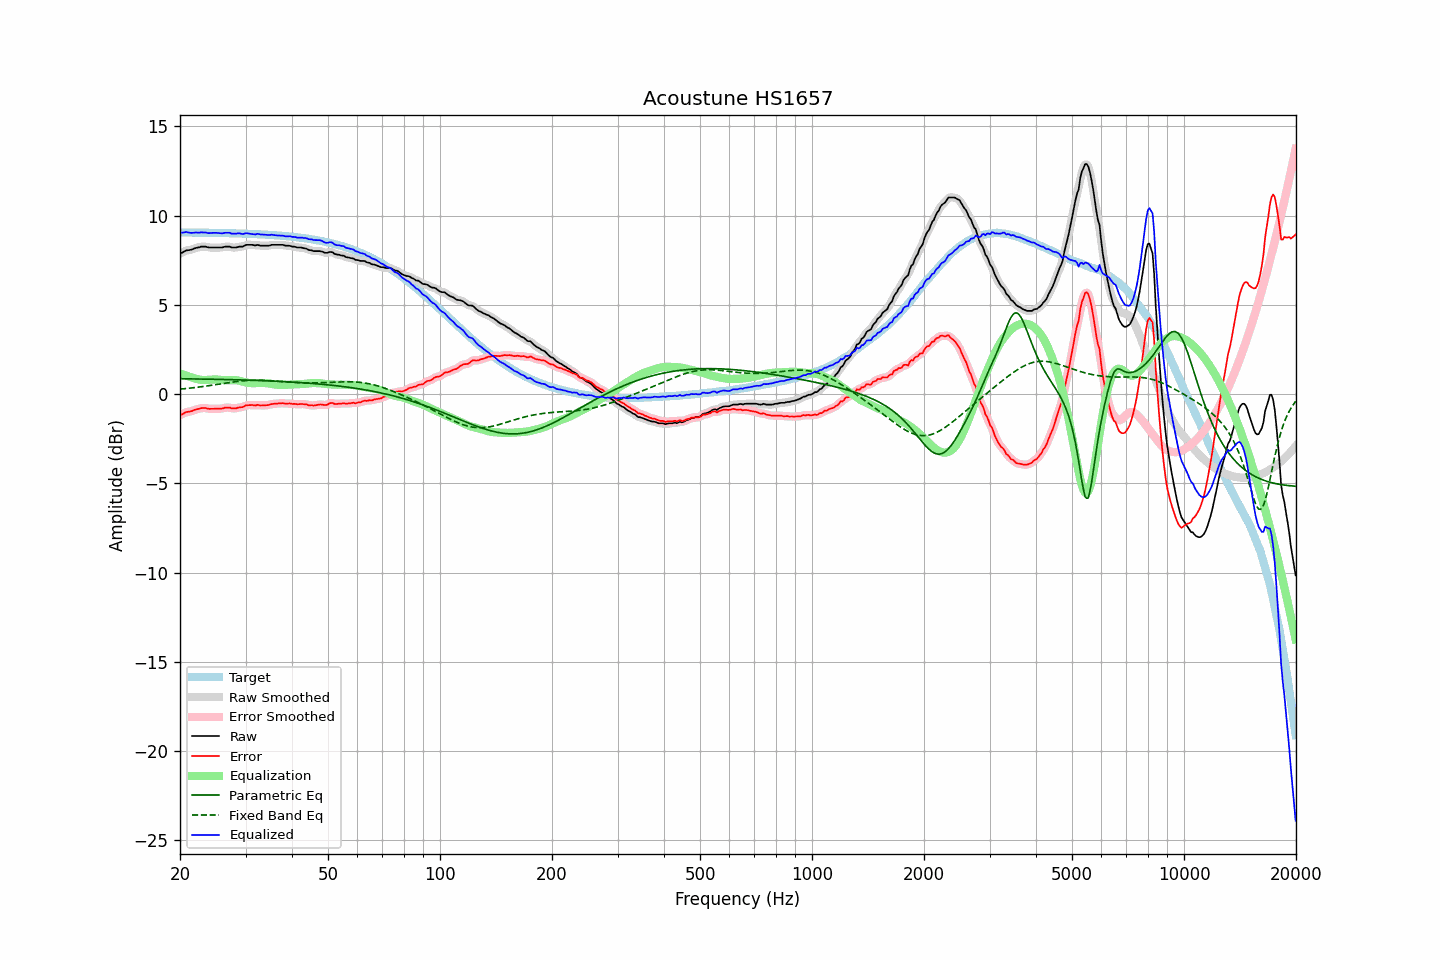 Acoustune HS1657
15
10
5
0
−5
−10
−15
−20
−25
Amplitude (dBr)
Target
Raw Smoothed
Error Smoothed
Raw
Error
Equalization
Parametric Eq
Fixed Band Eq
Equalized
20 50 100 200 500 1000 2000 5000 10000 20000
Frequency (Hz)